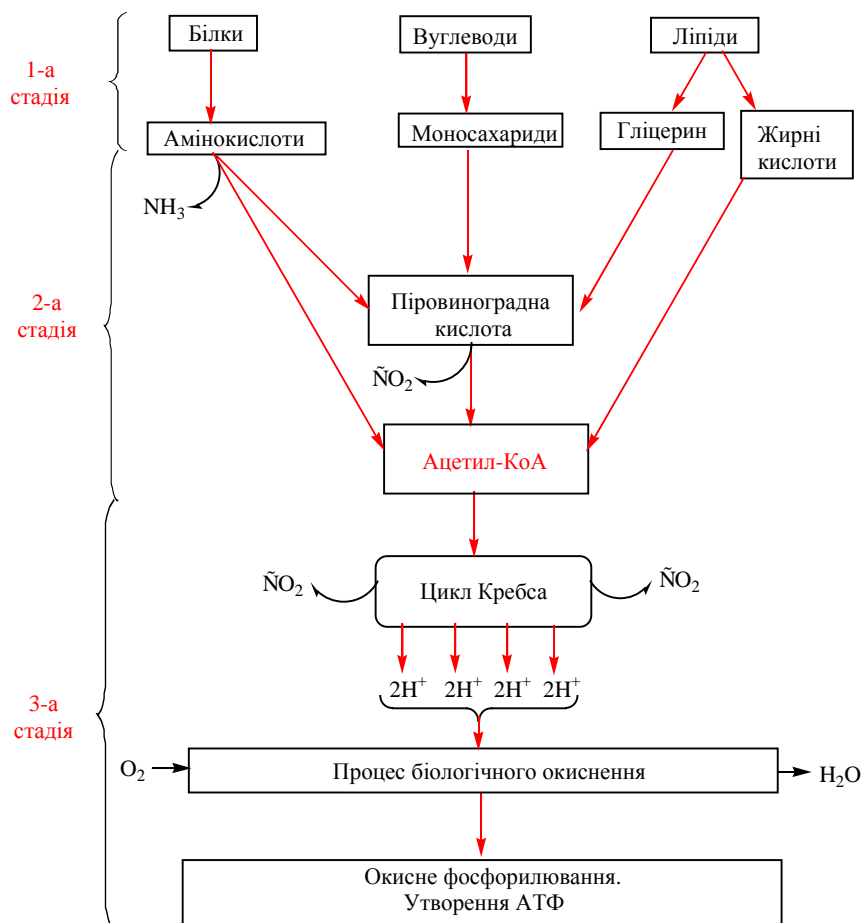 Білки
Вуглеводи
Ліпіди
1-а
стадія
Амінокислоти
Моносахариди
Гліцерин
Жирні
кислоти
NH₃
2-а
стадія
Піровиноградна
кислота
ÑO₂
Ацетил-КоА
ÑO₂
Цикл Кребса
ÑO₂
2H⁺ 2H⁺ 2H⁺ 2H⁺
3-а
стадія
O₂
Процес біологічного окиснення
H₂O
Окисне фосфорилювання.
Утворення АТФ